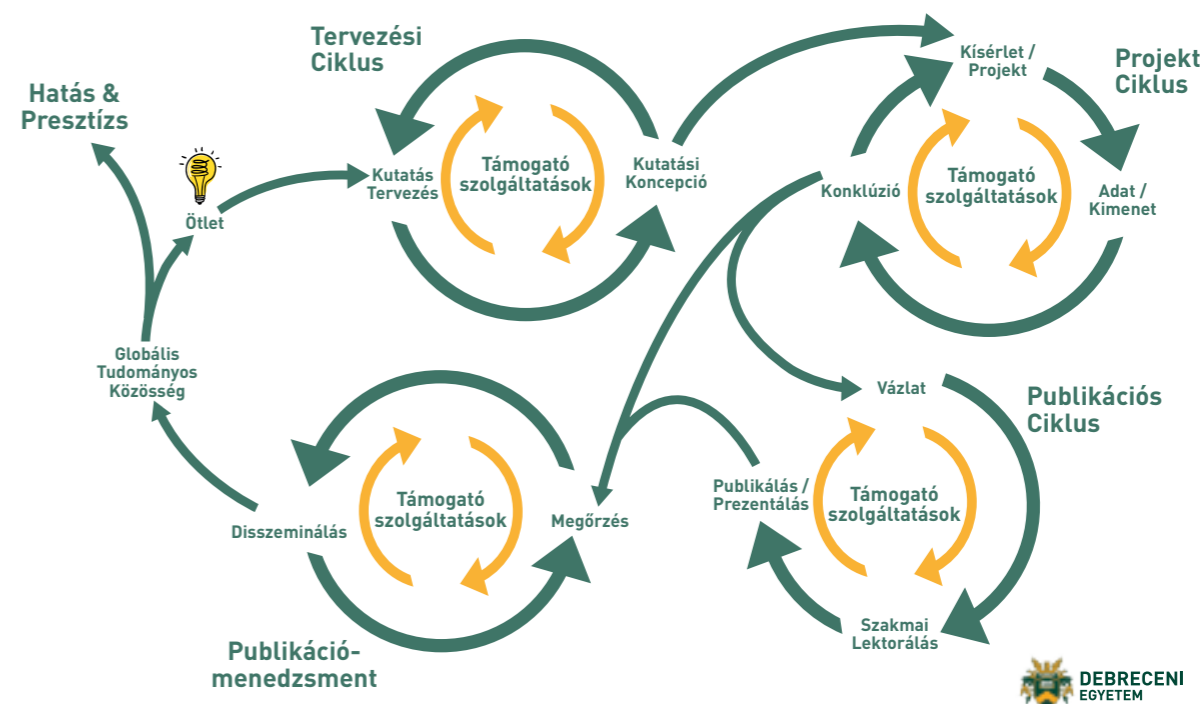 Tervezési
Ciklus
Kísérlet /
Projekt
Projekt
Ciklus
Hatás &
Presztízs
Kutatás
Tervezés
Támogató
szolgáltatások
Kutatási
Koncepció
Konklúzió
Támogató
szolgáltatások
Adat /
Kimenet
Ötlet
Globális
Tudományos
Közösség
Vázlat
Publikációs
Ciklus
Disszeminálás
Támogató
szolgáltatások
Megőrzés
Publikálás /
Prezentálás
Támogató
szolgáltatások
Szakmai
Lektorálás
Publikáció-
menedzsment
DEBRECENI
EGYETEM